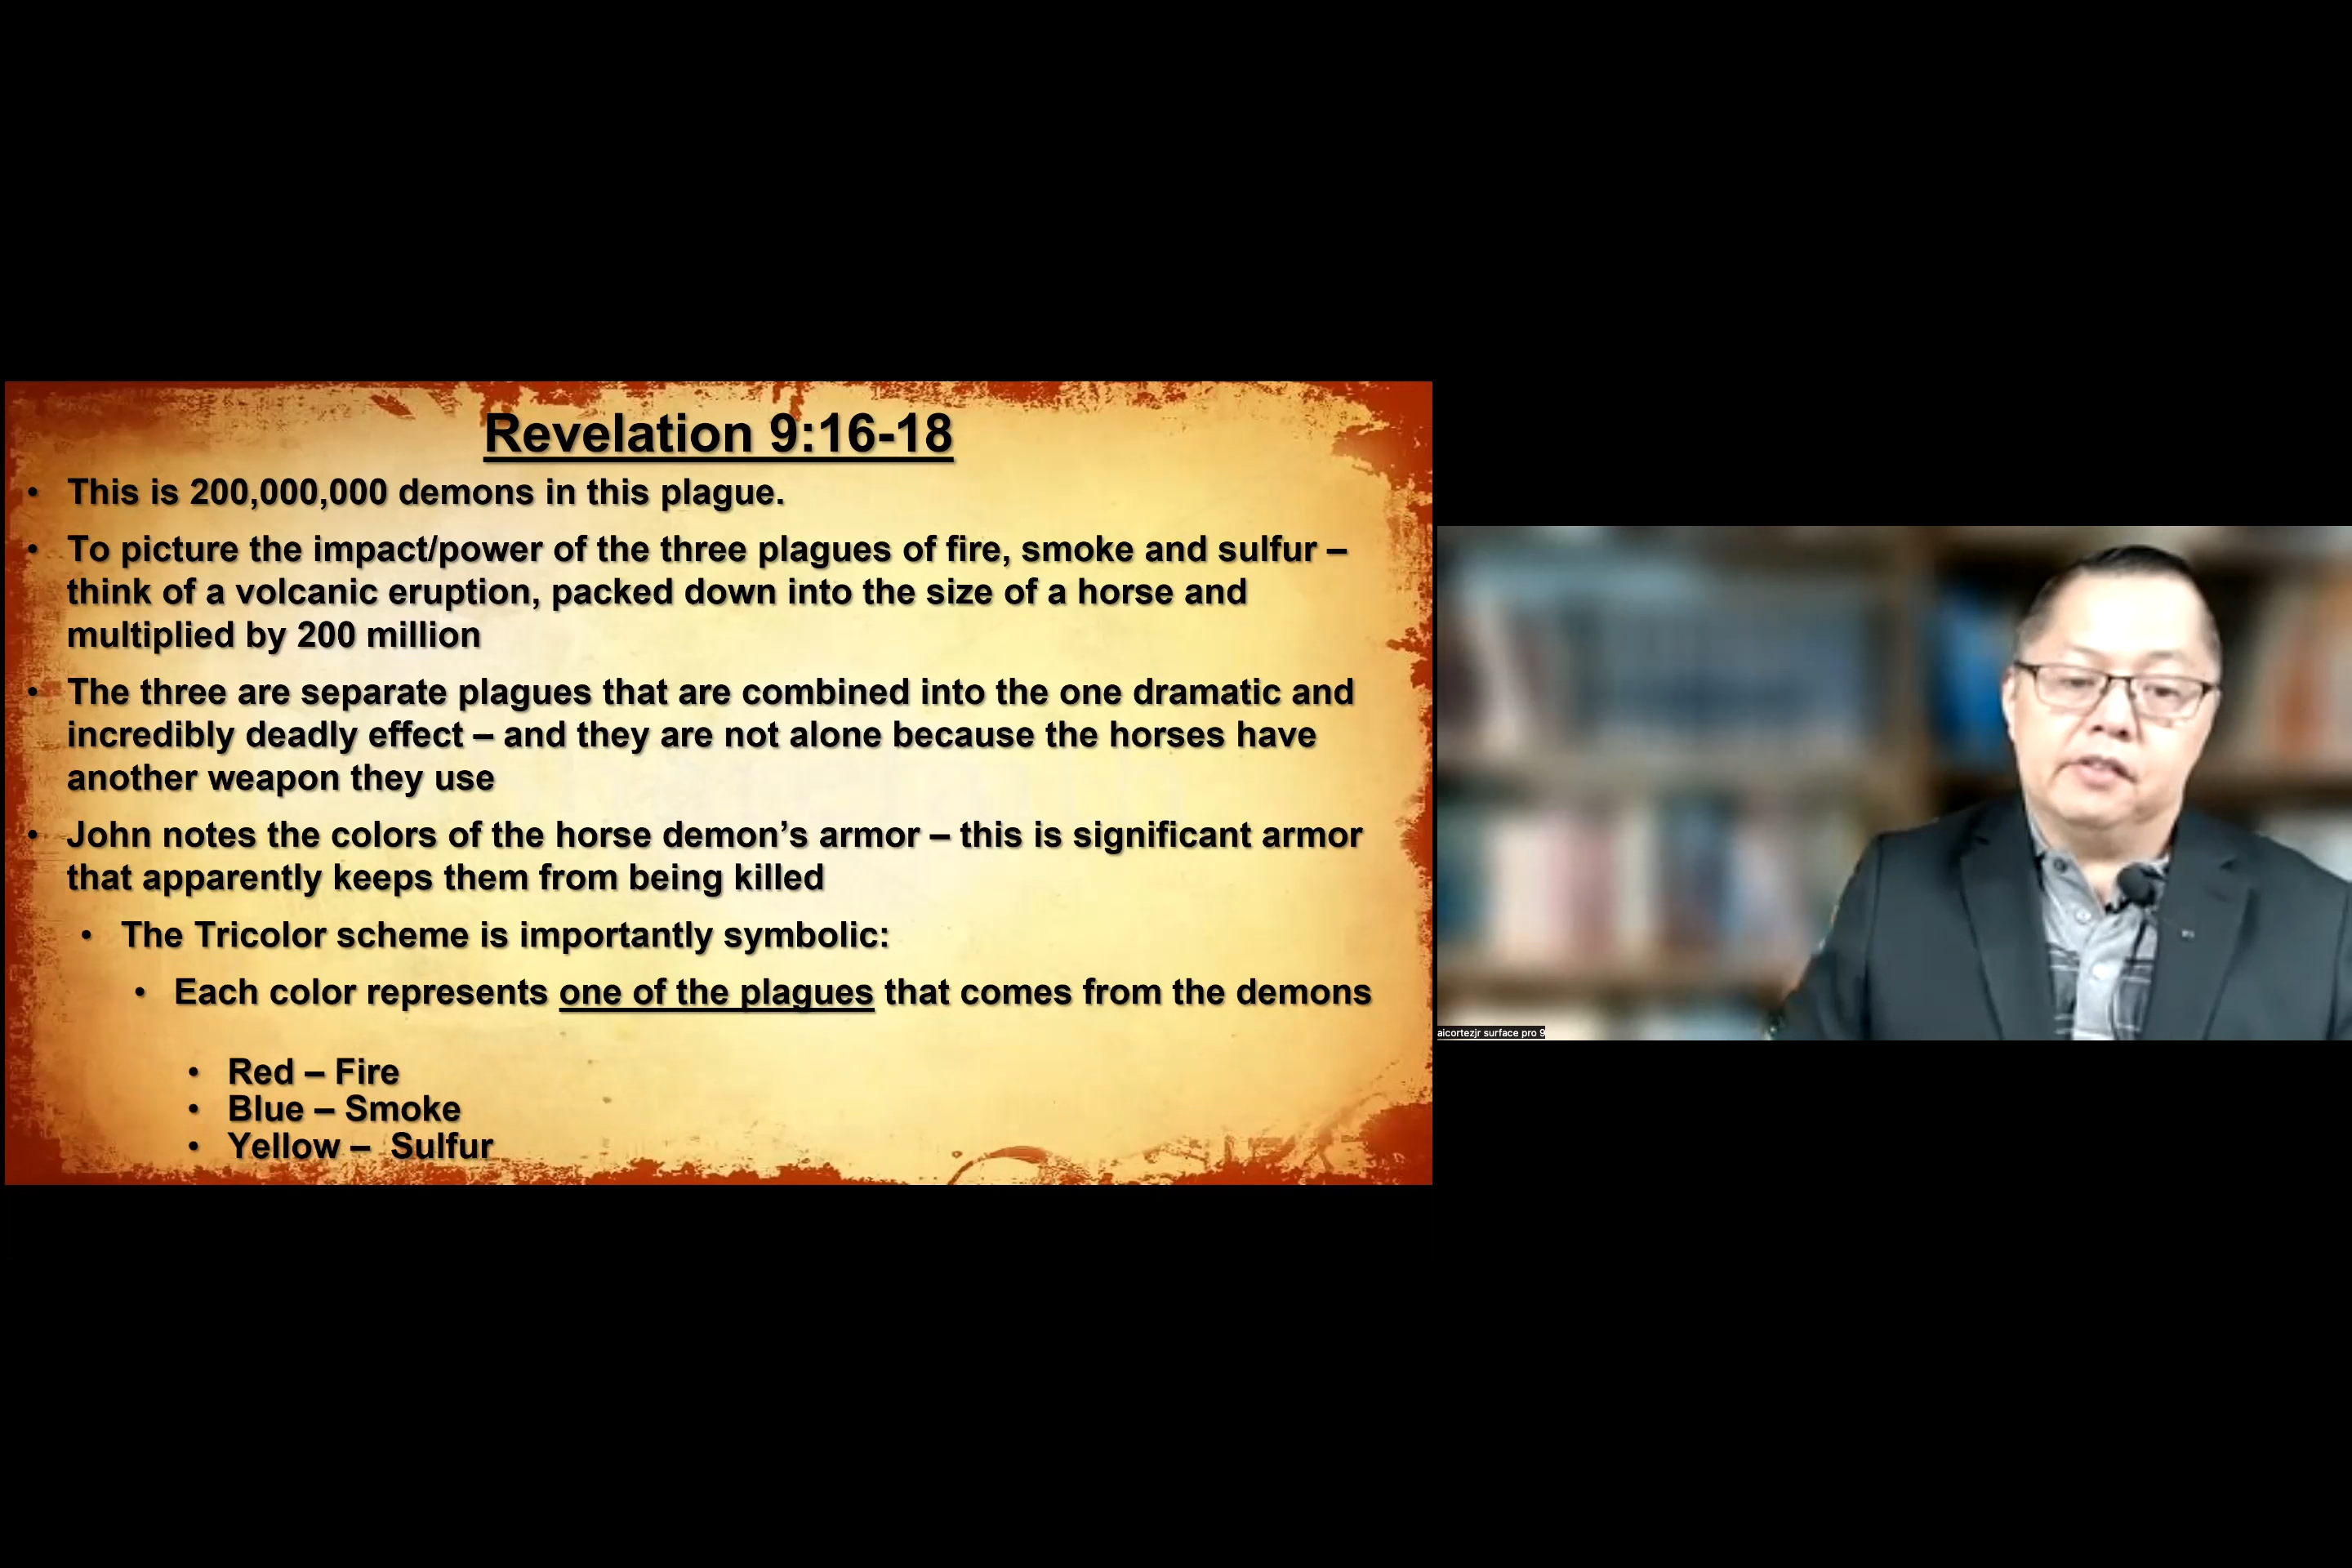 Revelation 9:16-18
• This is 200,000,000 demons in this plague.
• To picture the impact/power of the three plagues of fire, smoke and sulfur –
think of a volcanic eruption, packed down into the size of a horse and
multiplied by 200 million
• The three are separate plagues that are combined into the one dramatic and
incredibly deadly effect – and they are not alone because the horses have
another weapon they use
• John notes the colors of the horse demon’s armor – this is significant armor
that apparently keeps them from being killed
• The Tricolor scheme is importantly symbolic:
• Each color represents one of the plagues that comes from the demons
• Red – Fire
• Blue – Smoke
• Yellow – Sulfur
aicortezjr surface pro 9